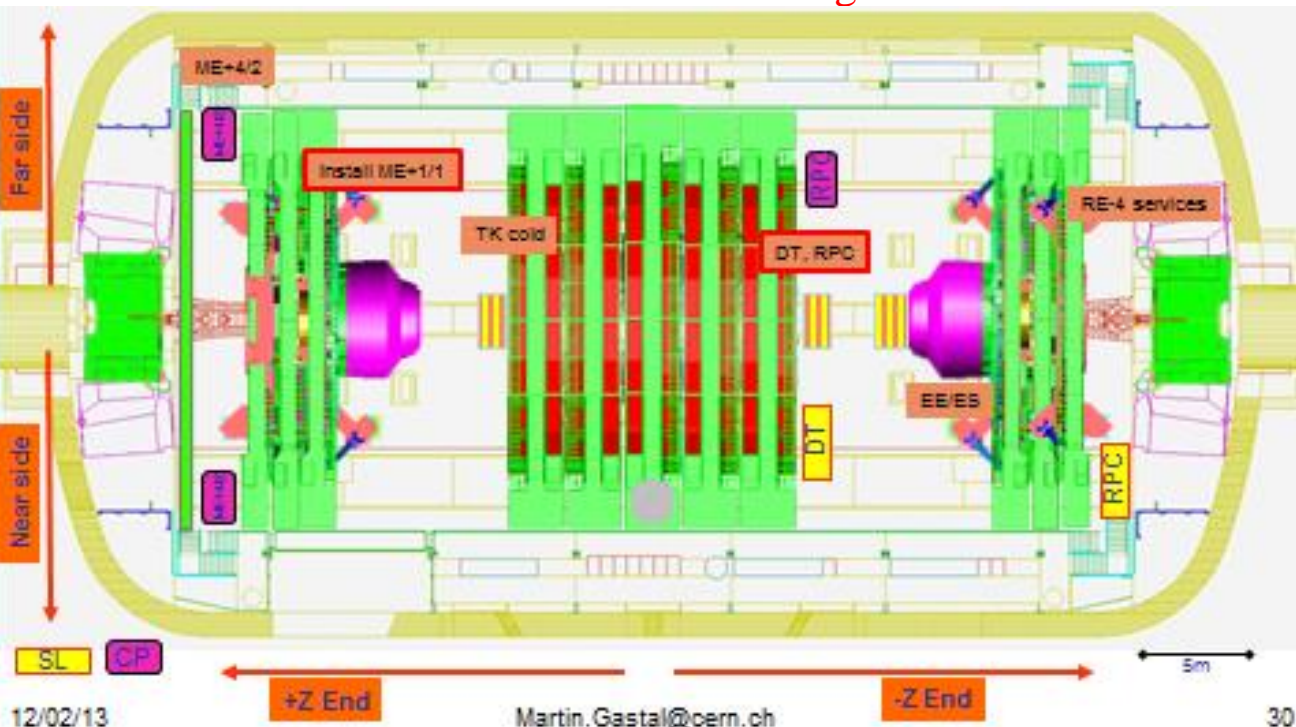 Far side
ME+4/2
Install ME+1/1
RPC
RE-4 services
TK cold
DT, RPC
EE/ES
DT
RPC
Near side
SL
CP
+Z End
-Z End
5m
12/02/13
Martin.Gastal@cern.ch
30